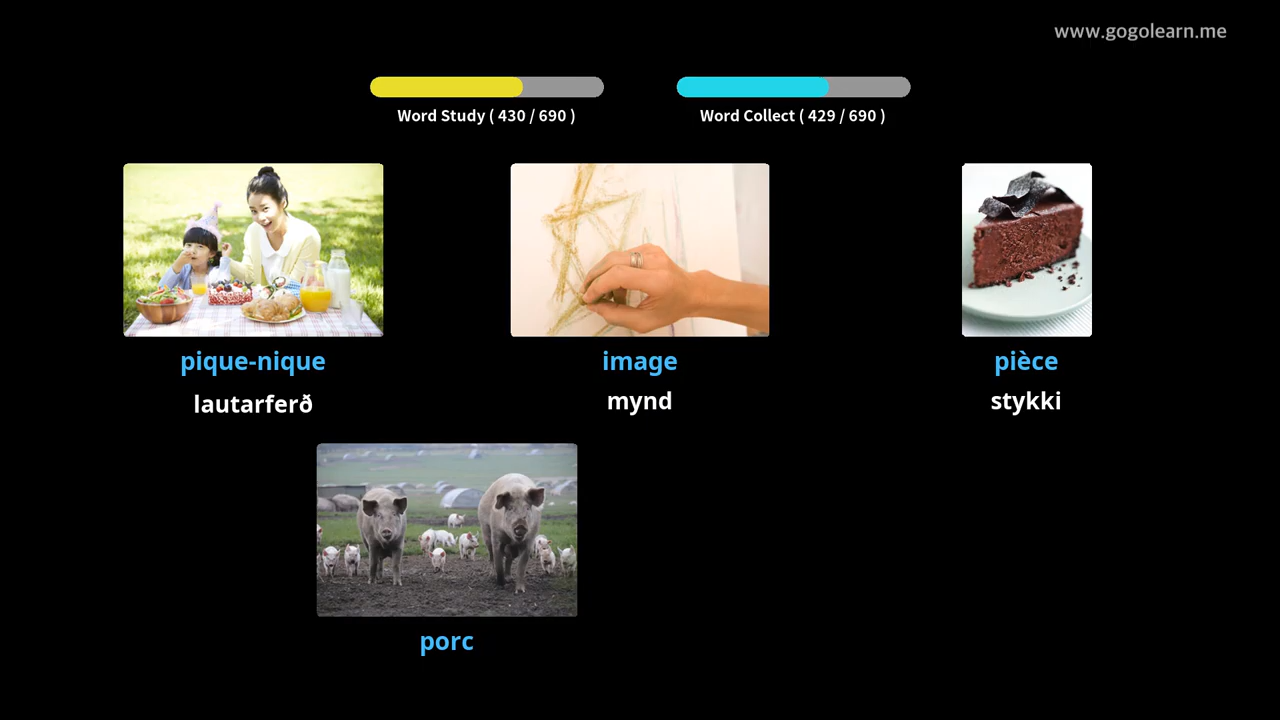 www.gogolearn.me
Word Study ( 430 / 690 )
Word Collect ( 429 / 690 )
pique-nique
lautarferð
image
mynd
pièce
stykki
porc